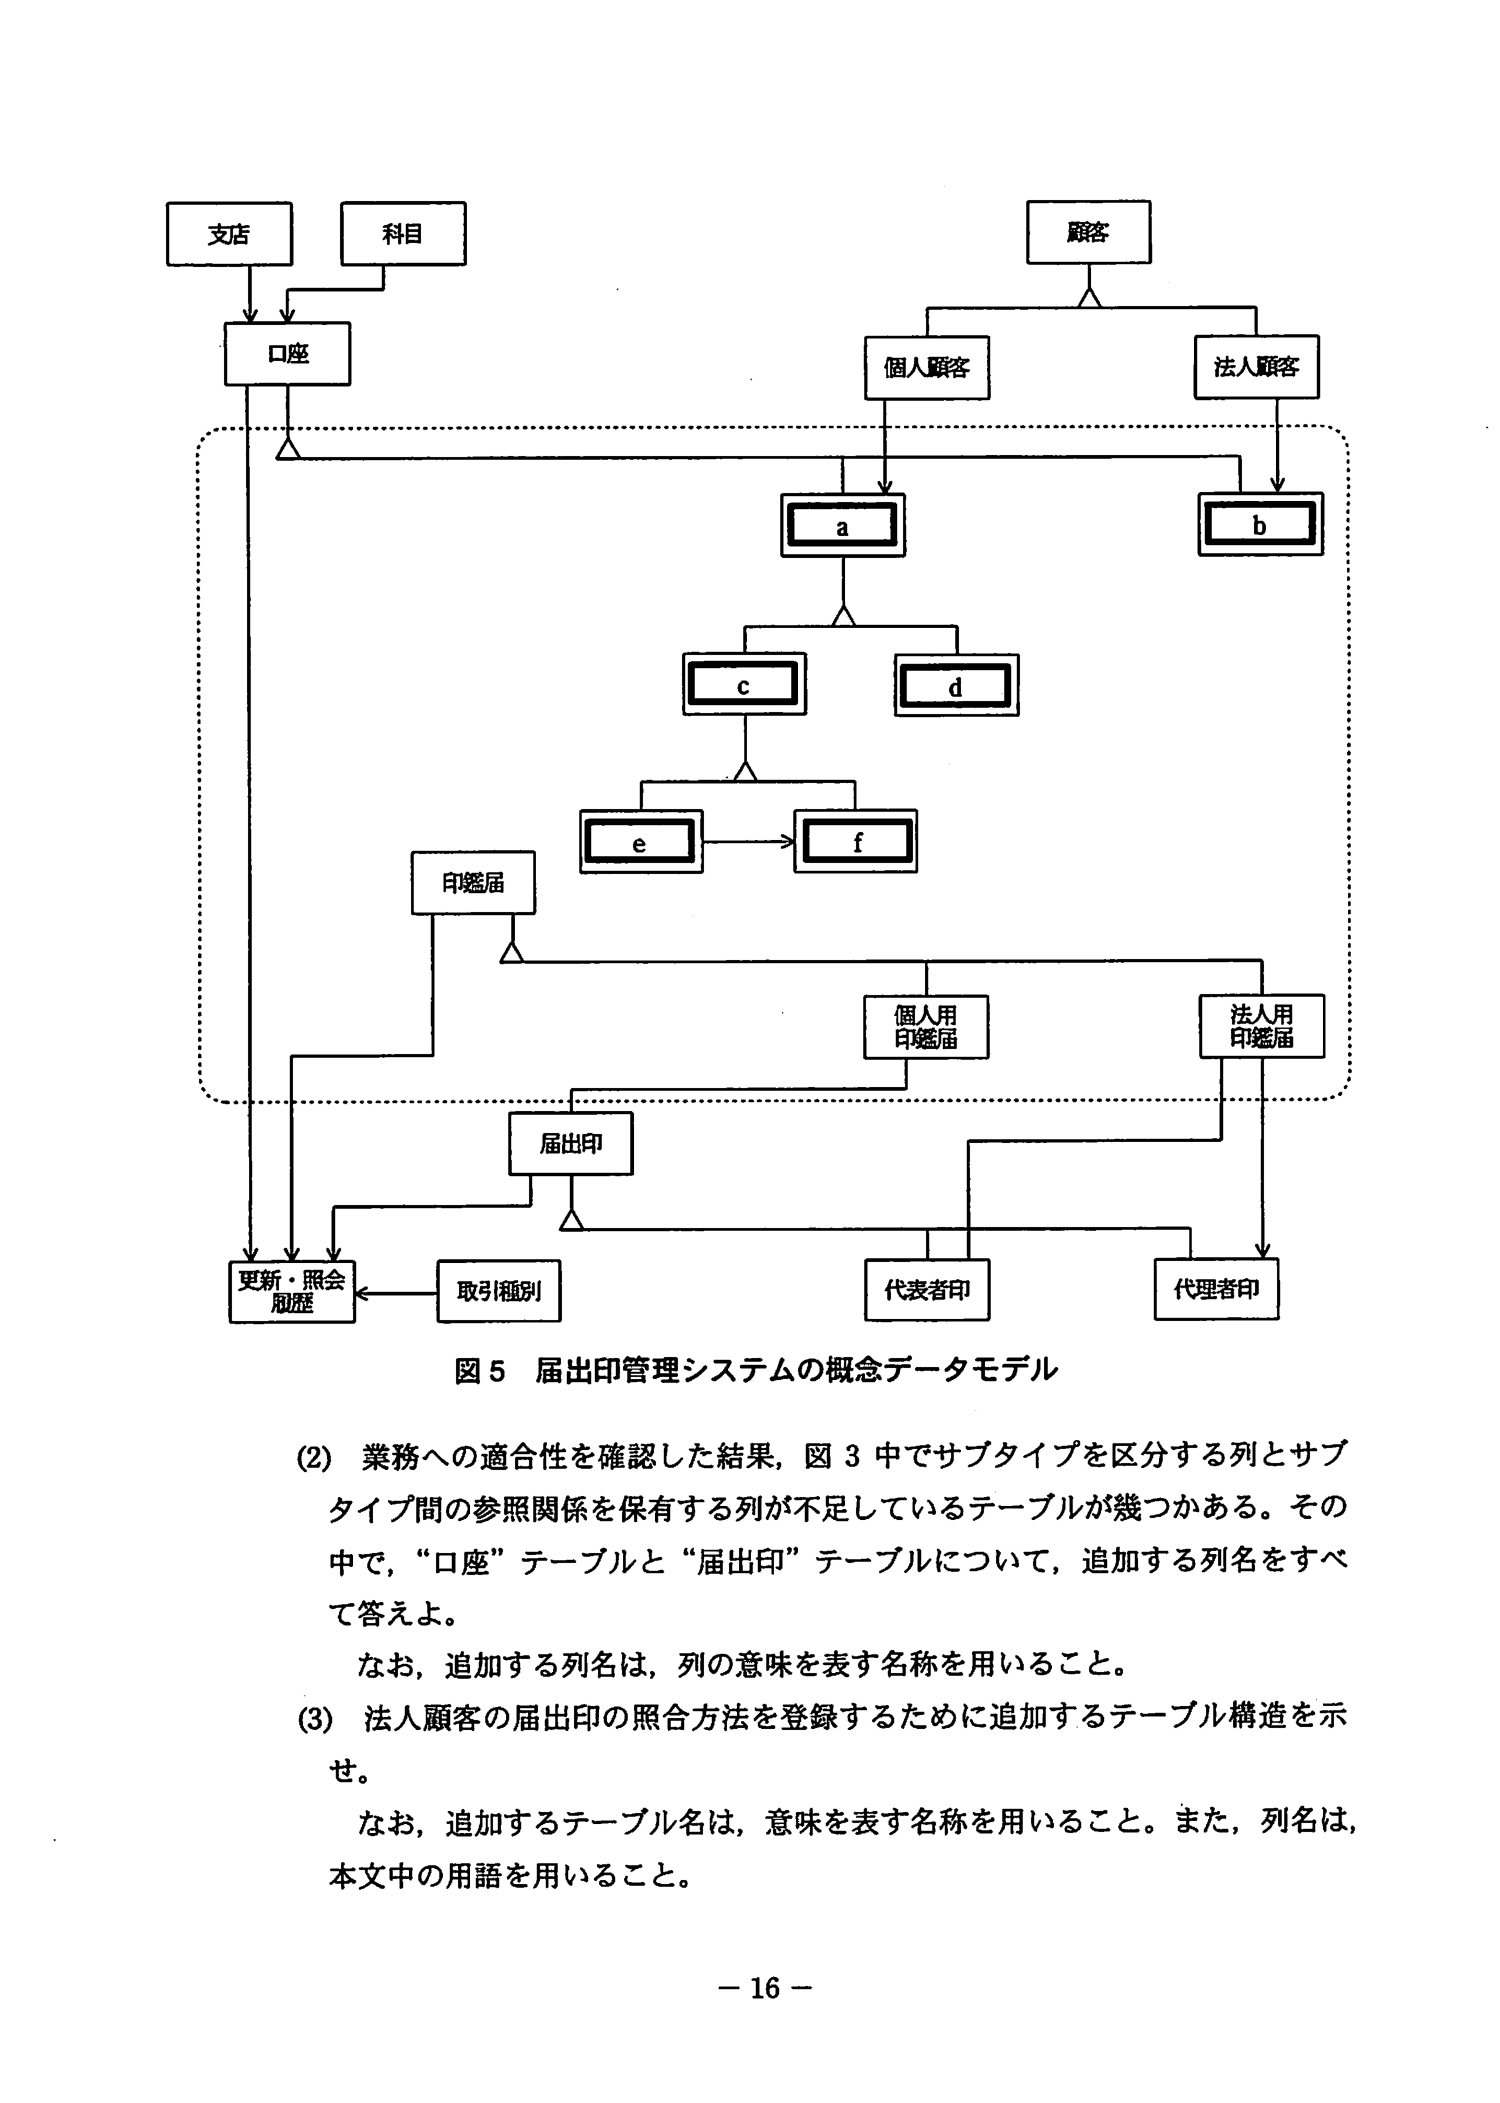 支店
科目
顧客
口座
個人顧客
法人顧客
a
b
c
d
e
f
印鑑届
個人用
印鑑届
法人用
印鑑届
届出印
更新・照会
履歴
取引種別
代表者印
代理者印
図5 届出印管理システムの概念データモデル
(2) 業務への適合性を確認した結果，図 3 中でサブタイプを区分する列とサブ
タイプ間の参照関係を保有する列が不足しているテーブルが幾つかある。その
中で，“口座” テーブルと “届出印” テーブルについて，追加する列名をすべ
て答えよ。
なお，追加する列名は，列の意味を表す名称を用いること。
(3) 法人顧客の届出印の照合方法を登録するために追加するテーブル構造を示
せ。
なお，追加するテーブル名は，意味を表す名称を用いること。また，列名は，
本文中の用語を用いること。
－ 16 －